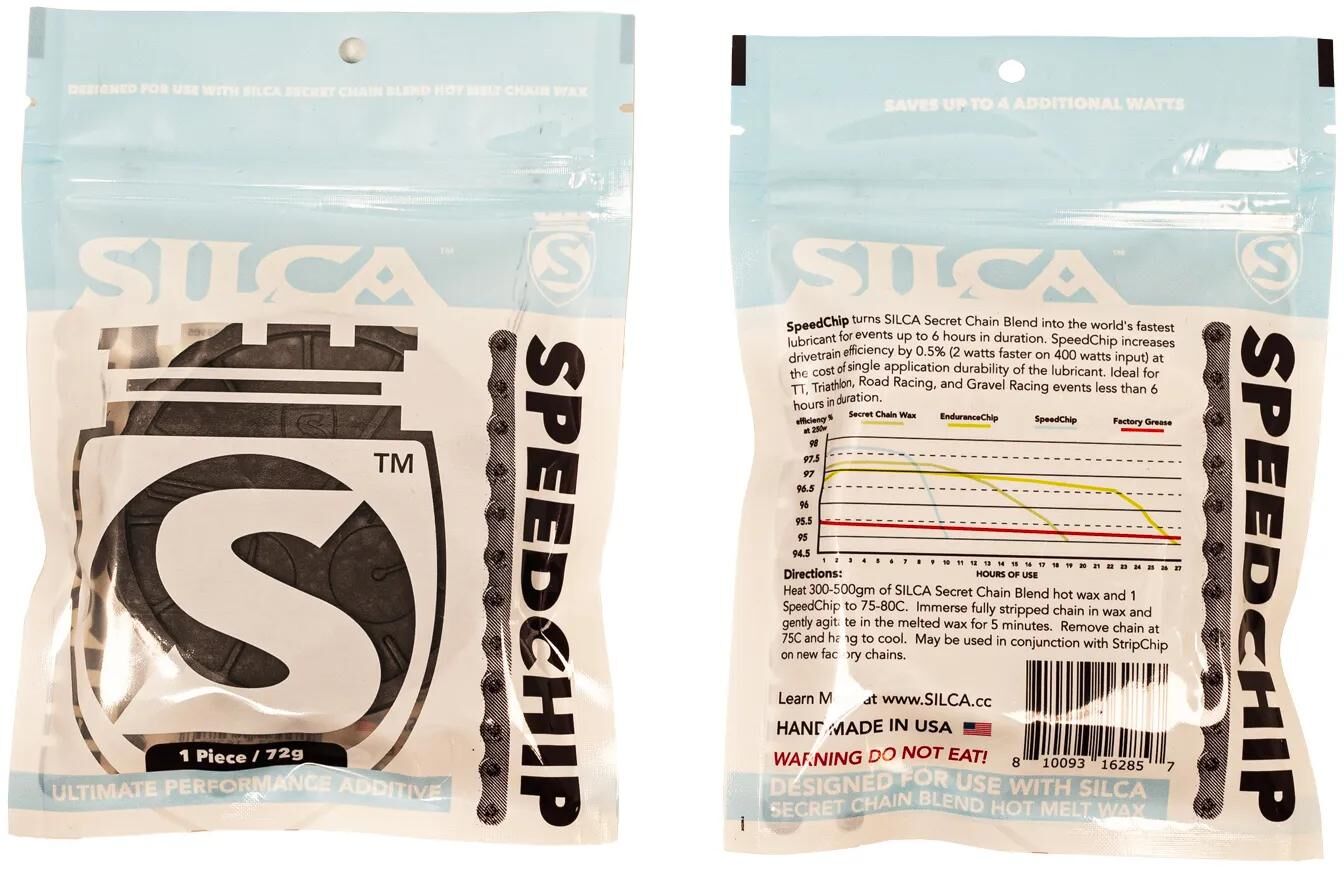 DESIGNED FOR USE WITH SILCA SECRET CHAIN BLEND HOT MELT CHAIN WAX
SILCA™
S
TM
S
SPEEDCHIP
1 Piece / 72g
ULTIMATE PERFORMANCE ADDITIVE
SAVES UP TO 4 ADDITIONAL WATTS
SILCA™
S
SpeedChip turns SILCA Secret Chain Blend into the world's fastest
lubricant for events up to 6 hours in duration. SpeedChip increases
drivetrain efficiency by 0.5% (2 watts faster on 400 watts input) at
the cost of single application durability of the lubricant. Ideal for
TT, Triathlon, Road Racing, and Gravel Racing events less than 6
hours in duration.
efficiency %
at 250w
Secret Chain Wax EnduranceChip SpeedChip Factory Grease
98
97.5
97
96.5
96
95.5
95
94.5
1 2 3 4 5 6 7 8 9 10 11 12 13 14 15 16 17 18 19 20 21 22 23 24 25 26 27
HOURS OF USE
Directions:
Heat 300-500gm of SILCA Secret Chain Blend hot wax and 1
SpeedChip to 75-80C. Immerse fully stripped chain in wax and
gently agitate in the melted wax for 5 minutes. Remove chain at
75C and hang to cool. May be used in conjunction with StripChip
on new factory chains.
Learn More at www.SILCA.cc
HANDMADE IN USA
WARNING DO NOT EAT!
8 10093 16285 7
DESIGNED FOR USE WITH SILCA
SECRET CHAIN BLEND HOT MELT WAX
SPEEDCHIP